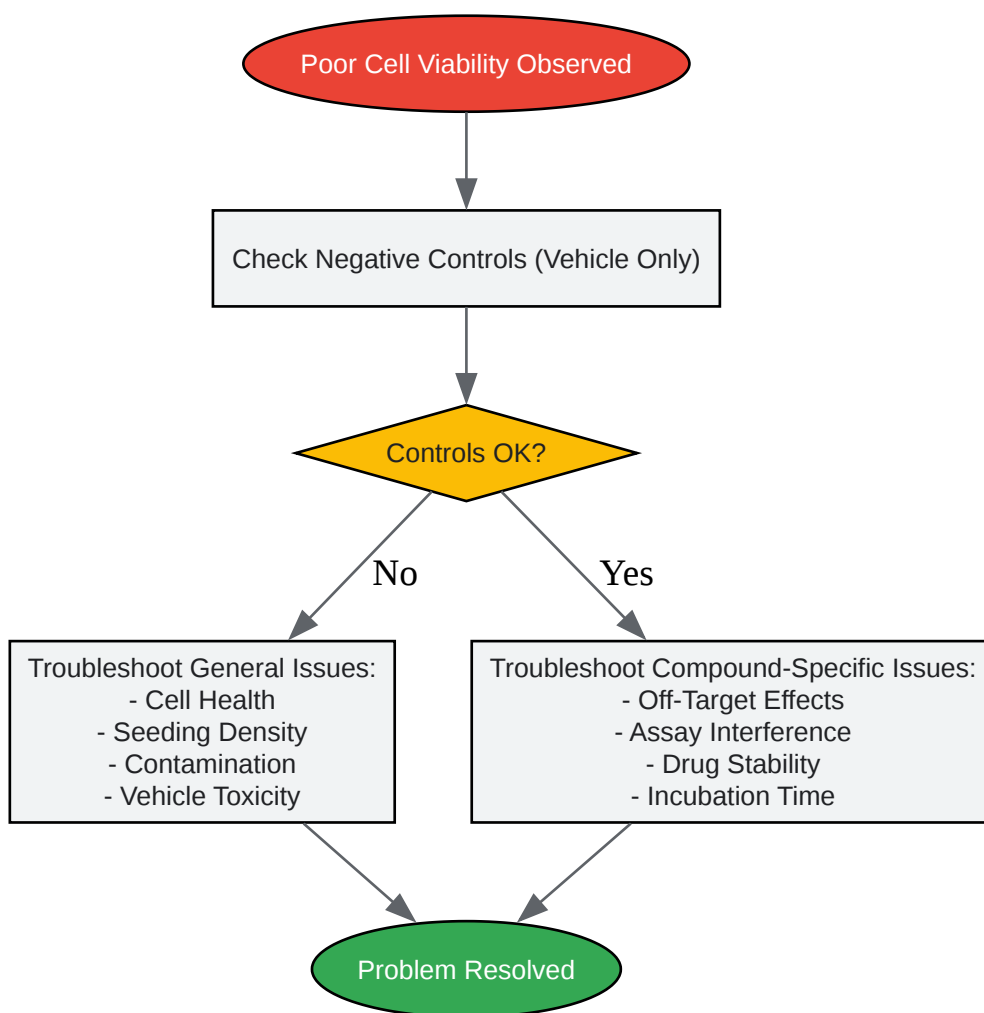 Poor Cell Viability Observed
Check Negative Controls (Vehicle Only)
Controls OK?
No
Yes
Troubleshoot General Issues:
- Cell Health
- Seeding Density
- Contamination
- Vehicle Toxicity
Troubleshoot Compound-Specific Issues:
- Off-Target Effects
- Assay Interference
- Drug Stability
- Incubation Time
Problem Resolved